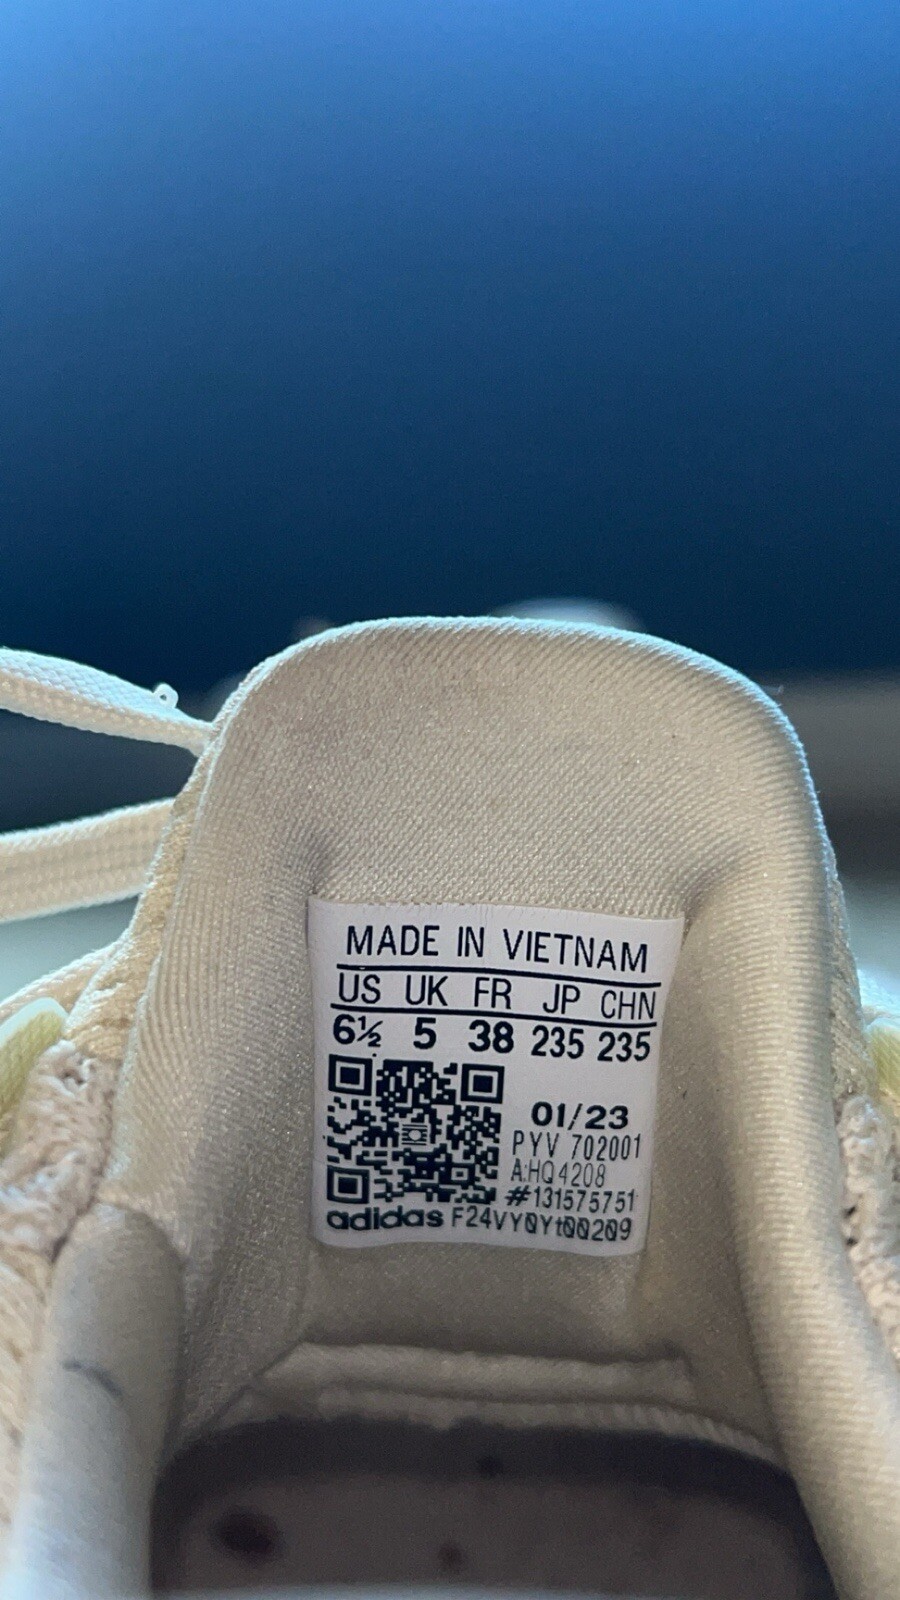 MADE IN VIETNAM
US UK FR JP CHN
6½ 5 38 235 235
01/23
PYV 702001
A:HQ4208
#131575751
adidas F24VY0Yt00209